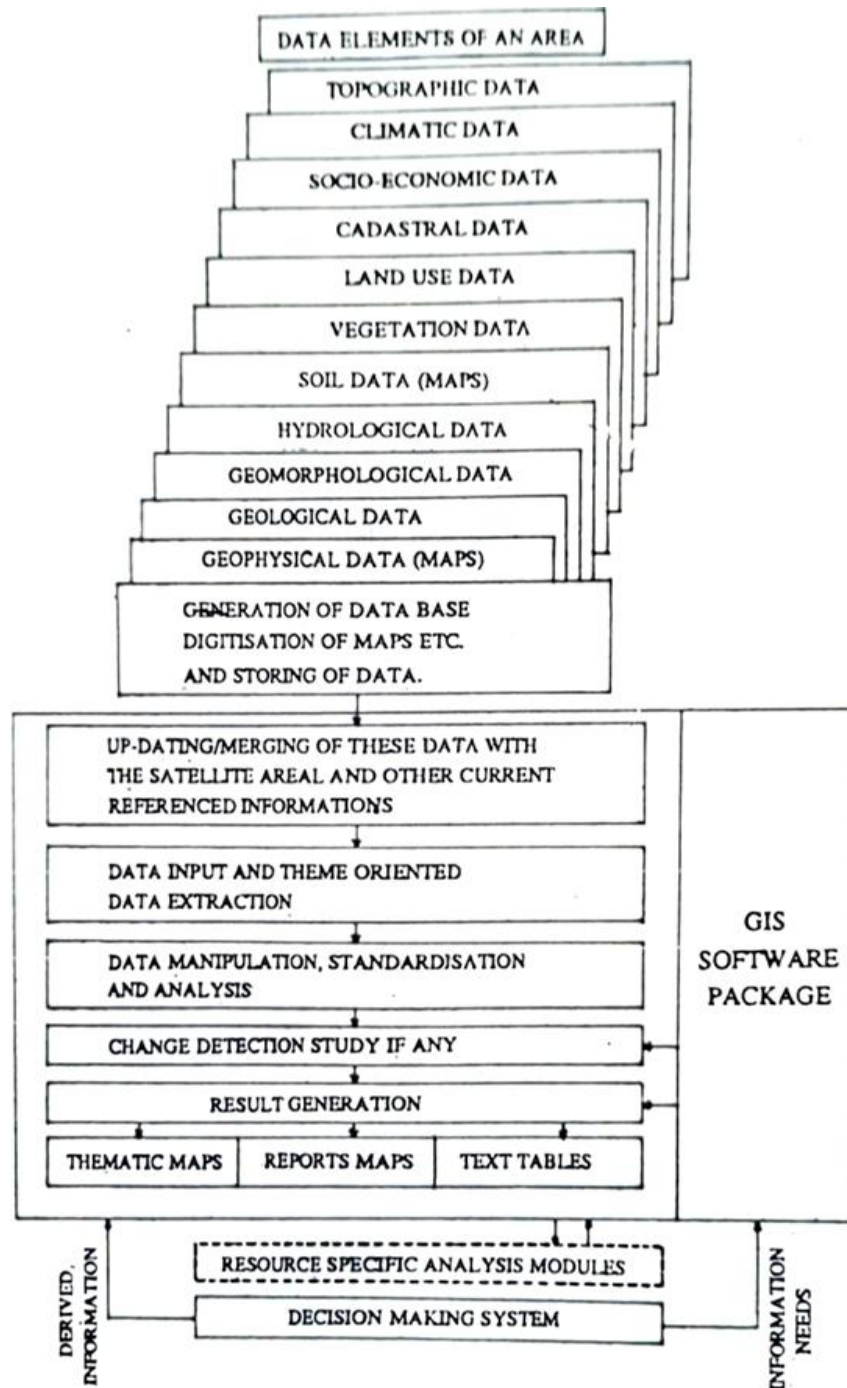 DATA ELEMENTS OF AN AREA
TOPOGRAPHIC DATA
CLIMATIC DATA
SOCIO-ECONOMIC DATA
CADASTRAL DATA
LAND USE DATA
VEGETATION DATA
SOIL DATA (MAPS)
HYDROLOGICAL DATA
GEOMORPHOLOGICAL DATA
GEOLOGICAL DATA
GEOPHYSICAL DATA (MAPS)
GENERATION OF DATA BASE
DIGITISATION OF MAPS ETC.
AND STORING OF DATA.
UP-DATING/MERGING OF THESE DATA WITH
THE SATELLITE AREAL AND OTHER CURRENT
REFERENCED INFORMATIONS
DATA INPUT AND THEME ORIENTED
DATA EXTRACTION
DATA MANIPULATION, STANDARDISATION
AND ANALYSIS
CHANGE DETECTION STUDY IF ANY
RESULT GENERATION
THEMATIC MAPS
REPORTS MAPS
TEXT TABLES
GIS
SOFTWARE
PACKAGE
RESOURCE SPECIFIC ANALYSIS MODULES
DECISION MAKING SYSTEM
DERIVED,
INFORMATION
INFORMATION
NEEDS